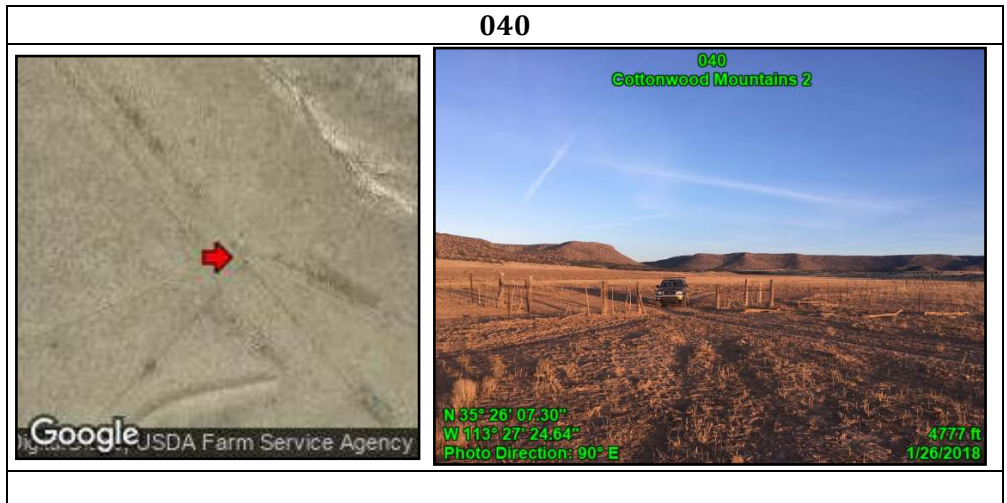 040
Google
USDA Farm Service Agency
040
Cottonwood Mountains 2
N 35° 26' 07.30"
W 113° 27' 24.64"
Photo Direction: 90° E
4777 ft
1/26/2018